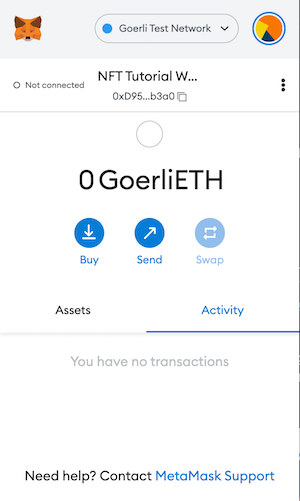 Goerli Test Network
Not connected
NFT Tutorial W...
0xD95...b3a0
0 GoerliETH
Buy Send Swap
Assets Activity
You have no transactions
Need help? Contact MetaMask Support